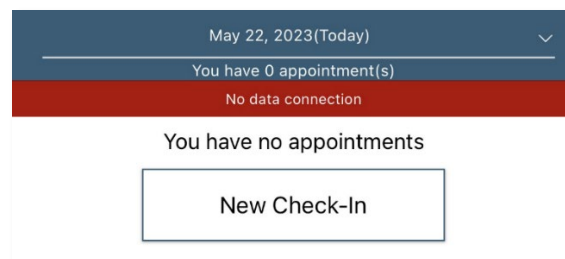 May 22, 2023(Today)
You have 0 appointment(s)
No data connection
You have no appointments
New Check-In